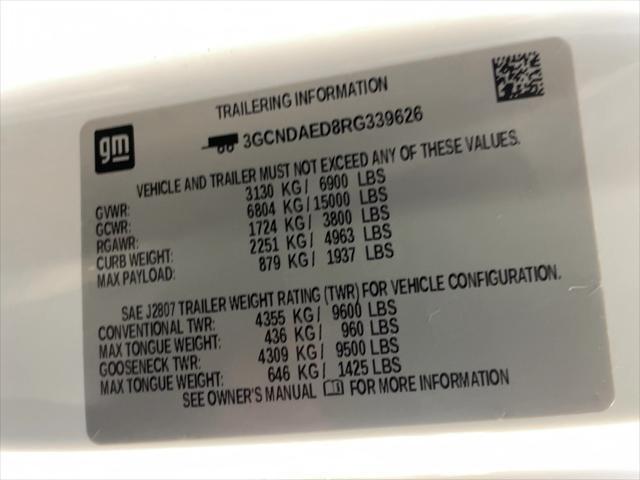 TRAILERING INFORMATION
gm
3GCNDAED8RG339626
VEHICLE AND TRAILER MUST NOT EXCEED ANY OF THESE VALUES.
GVWR: 3130 KG/ 6900 LBS
GCWR: 6804 KG/15000 LBS
RGAWR: 1724 KG/ 3800 LBS
CURB WEIGHT: 2251 KG/ 4963 LBS
MAX PAYLOAD: 879 KG/ 1937 LBS
SAE J2807 TRAILER WEIGHT RATING (TWR) FOR VEHICLE CONFIGURATION.
CONVENTIONAL TWR: 4355 KG/ 9600 LBS
MAX TONGUE WEIGHT: 436 KG/ 960 LBS
GOOSENECK TWR: 4309 KG/ 9500 LBS
MAX TONGUE WEIGHT: 646 KG/ 1425 LBS
SEE OWNER'S MANUAL FOR MORE INFORMATION